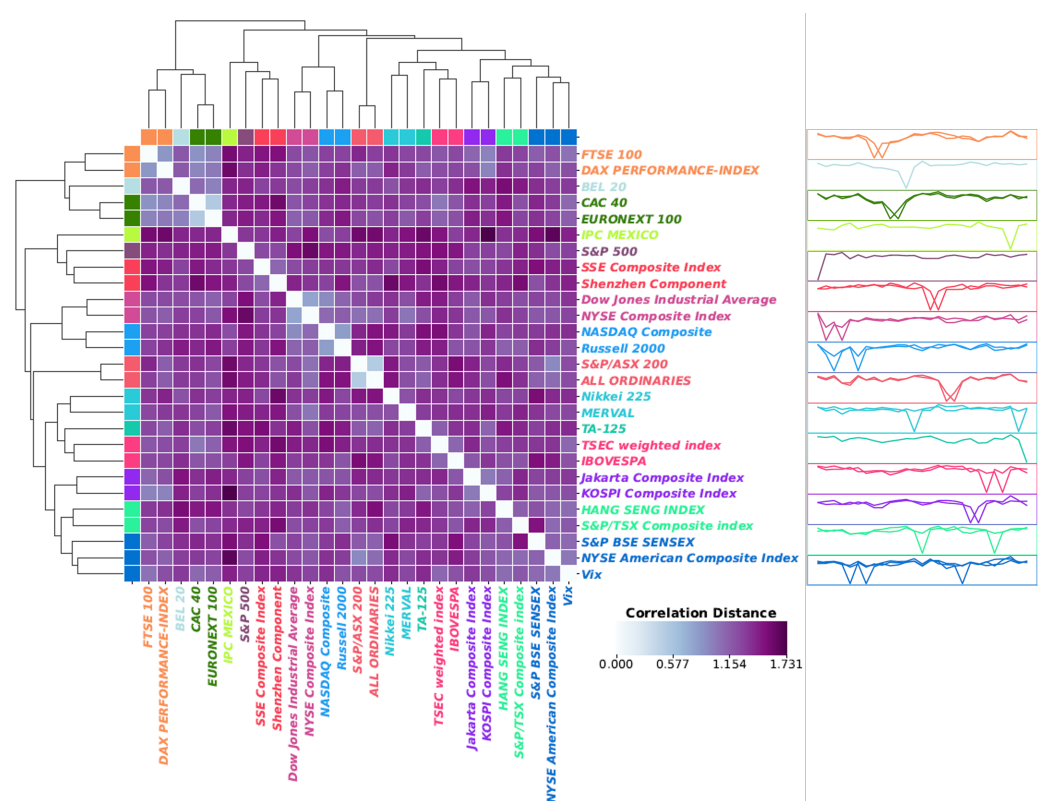 FTSE 100
DAX PERFORMANCE-INDEX
BEL 20
CAC 40
EURONEXT 100
IPC MEXICO
S&P 500
SSE Composite Index
Shenzhen Component
Dow Jones Industrial Average
NYSE Composite Index
NASDAQ Composite
Russell 2000
S&P/ASX 200
ALL ORDINARIES
Nikkei 225
MERVAL
TA-125
TSEC weighted index
IBOVESPA
Jakarta Composite Index
KOSPI Composite Index
HANG SENG INDEX
S&P/TSX Composite index
S&P BSE SENSEX
NYSE American Composite Index
Vix
FTSE 100
DAX PERFORMANCE-INDEX
BEL 20
CAC 40
EURONEXT 100
IPC MEXICO
S&P 500
SSE Composite Index
Shenzhen Component
Dow Jones Industrial Average
NYSE Composite Index
NASDAQ Composite
Russell 2000
S&P/ASX 200
ALL ORDINARIES
Nikkei 225
MERVAL
TA-125
TSEC weighted index
IBOVESPA
Jakarta Composite Index
KOSPI Composite Index
HANG SENG INDEX
S&P/TSX Composite index
S&P BSE SENSEX
NYSE American Composite Index
Vix
Correlation Distance
0.000 0.577 1.154 1.731